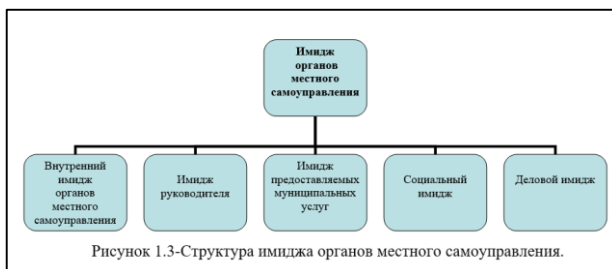 Имидж
органов
местного
самоуправления
Внутренний
имидж
органов
местного
самоуправления
Имидж
руководителя
Имидж
предоставляемых
муниципальных
услуг
Социальный
имидж
Деловой имидж
Рисунок 1.3-Структура имиджа органов местного самоуправления.